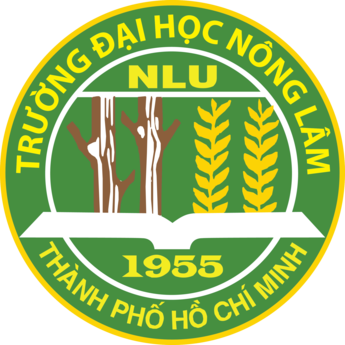 TRƯỜNG ĐẠI HỌC NÔNG LÂM
NLU
1955
THÀNH PHỐ HỒ CHÍ MINH